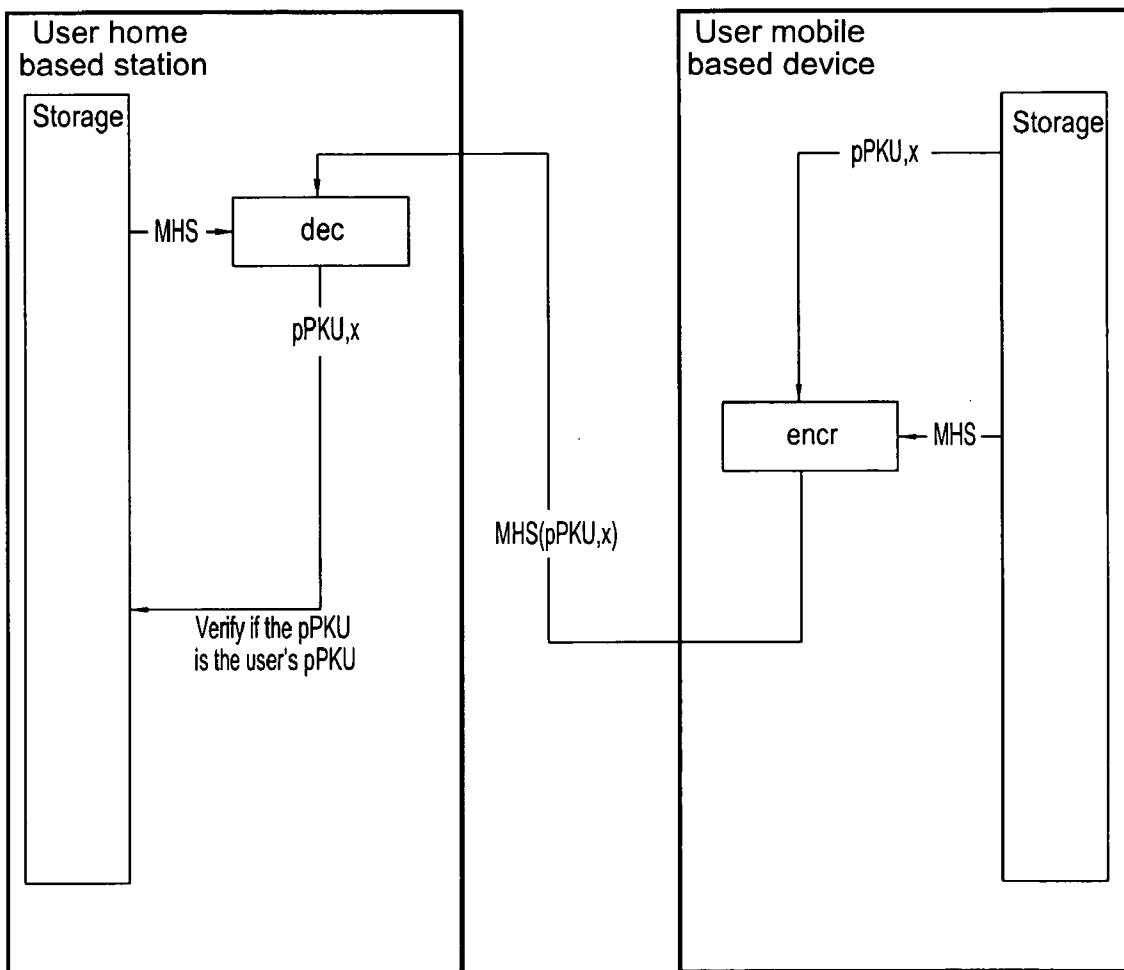 User home
based station
Storage
MHS
dec
pPKU,x
Verify if the pPKU
is the user's pPKU
MHS(pPKU,x)
User mobile
based device
Storage
pPKU,x
encr
MHS